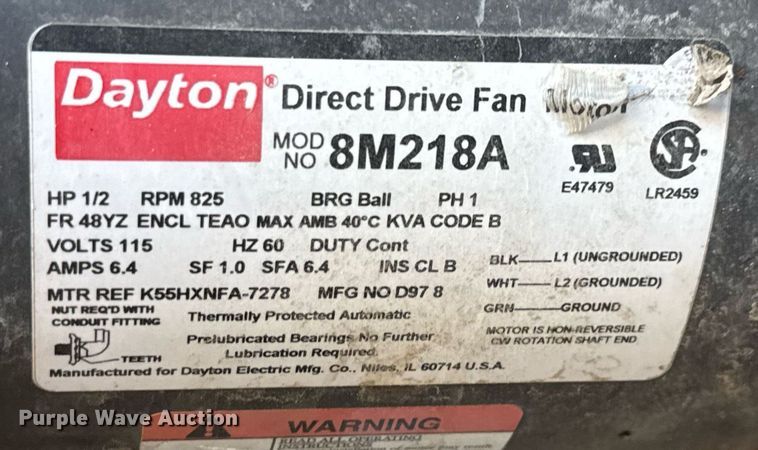 Dayton® Direct Drive Fan Motor
MOD NO 8M218A
E47479
LR2459
HP 1/2 RPM 825 BRG Ball PH 1
FR 48YZ ENCL TEAO MAX AMB 40°C KVA CODE B
VOLTS 115 HZ 60 DUTY Cont
AMPS 6.4 SF 1.0 SFA 6.4 INS CL B
MTR REF K55HXNFA-7278 MFG NO D97 8
BLK L1 (UNGROUNDED)
WHT L2 (GROUNDED)
GRN GROUND
NUT REQ'D WITH
CONDUIT FITTING
TEETH
Thermally Protected Automatic
Prelubricated Bearings No Further
Lubrication Required.
MOTOR IS NON-REVERSIBLE
CW ROTATION SHAFT END
Manufactured for Dayton Electric Mfg. Co., Niles, IL 60714 U.S.A.
WARNING
READ ALL OPERATING
Purple Wave Auction